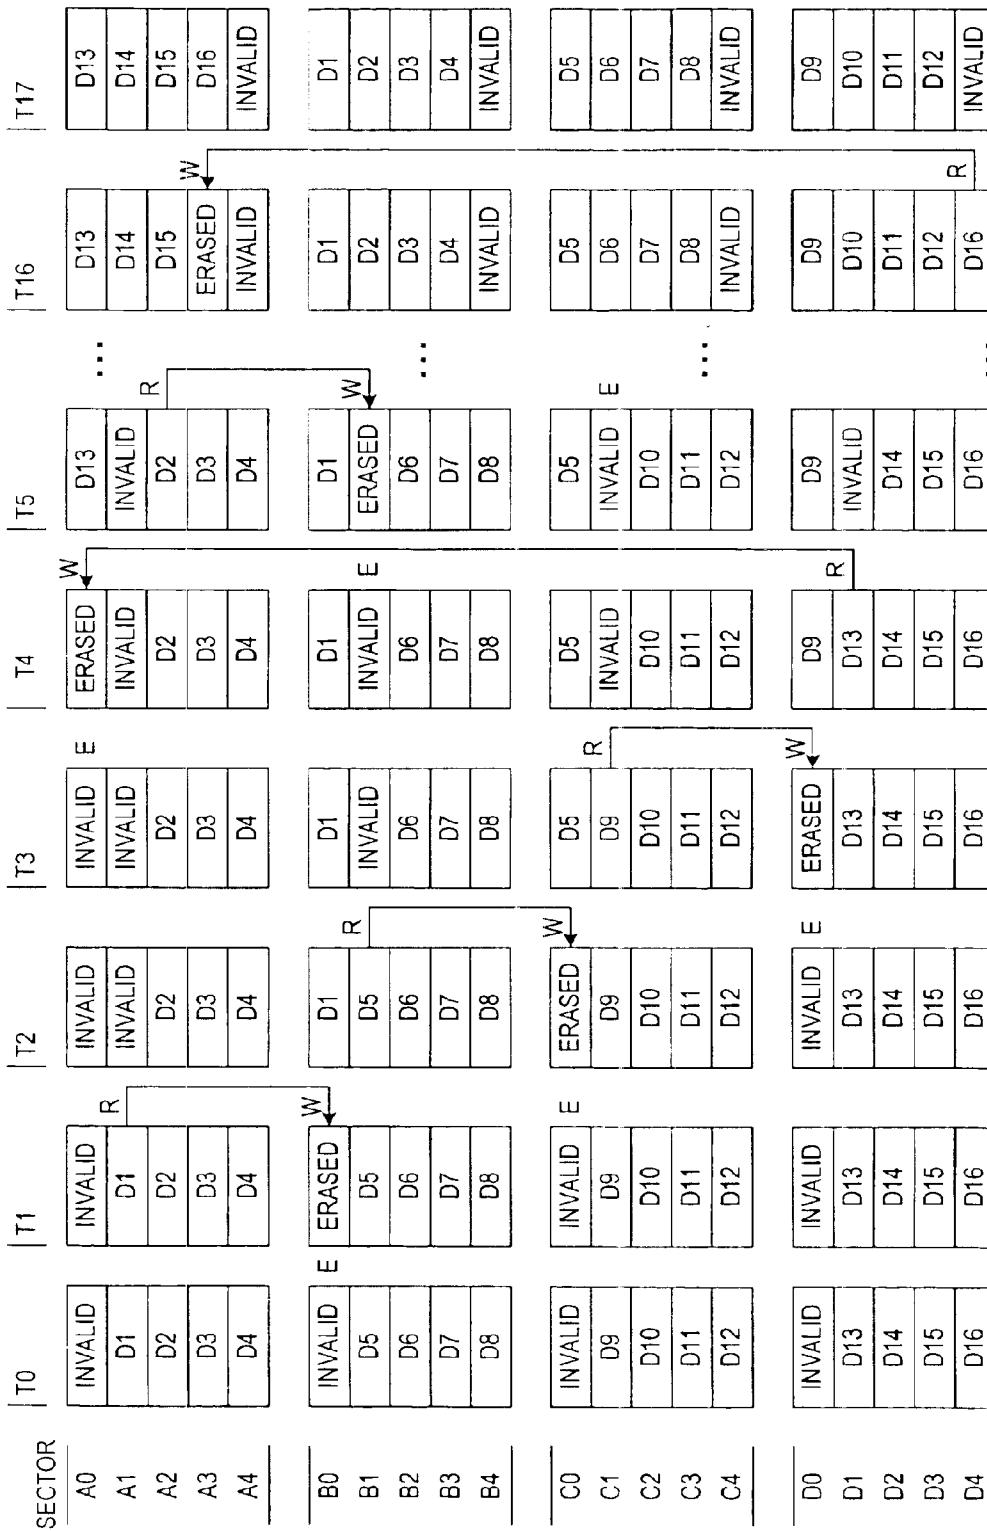 SECTOR T0 T1 T2 T3 T4 T5 T16 T17
A0 INVALID INVALID INVALID INVALID E ERASED W D13 ... D13 D13
A1 D1 D1 R INVALID INVALID INVALID INVALID D14 D14
A2 D2 D2 D2 D2 D2 D2 R D15 D15
A3 D3 D3 D3 D3 D3 D3 ERASED W D16
A4 D4 D4 D4 D4 D4 D4 INVALID INVALID
B0 INVALID E ERASED W D1 D1 D1 D1 D1 D1
B1 D5 D5 D5 R INVALID INVALID E ERASED W D2 D2
B2 D6 D6 D6 D6 D6 D6 ... D3 D3
B3 D7 D7 D7 D7 D7 D7 D4 D4
B4 D8 D8 D8 D8 D8 D8 INVALID INVALID
C0 INVALID INVALID E ERASED W D5 D5 D5 D5 D5
C1 D9 D9 D9 D9 R INVALID INVALID E D6 D6
C2 D10 D10 D10 D10 D10 D10 D7 D7
C3 D11 D11 D11 D11 D11 D11 ... D8 D8
C4 D12 D12 D12 D12 D12 D12 INVALID INVALID
D0 INVALID INVALID INVALID E ERASED W D9 D9 D9 D9
D1 D13 D13 D13 D13 D13 R INVALID D10 D10
D2 D14 D14 D14 D14 D14 D14 D11 D11
D3 D15 D15 D15 D15 D15 D15 D12 D12
D4 D16 D16 D16 D16 D16 D16 ... D16 R INVALID